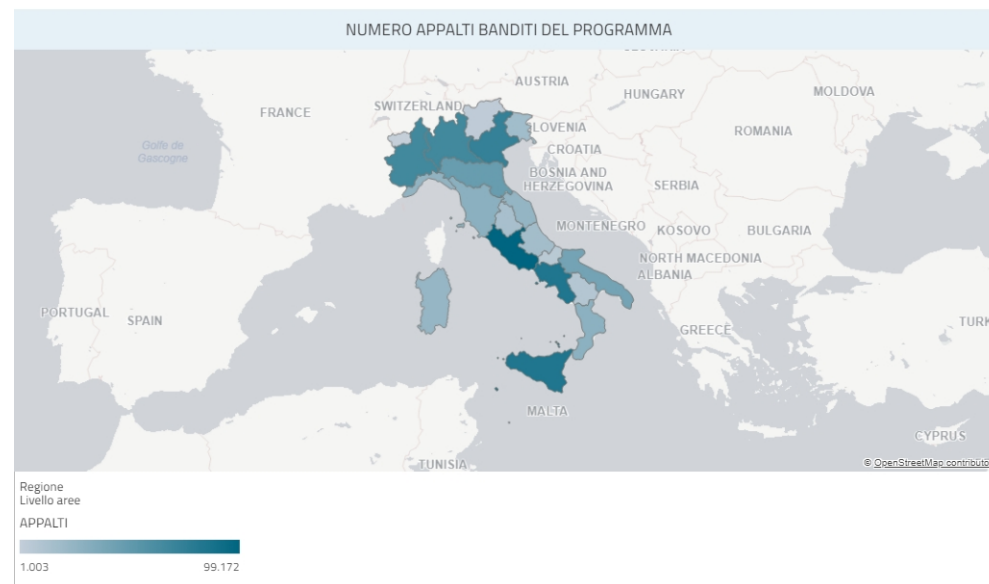 NUMERO APPALTI BANDITI DEL PROGRAMMA
AUSTRIA
MOLDOVA
HUNGARY
SWITZERLAND
FRANCE
SLOVENIA
ROMANIA
Golfe de
Gascogne
CROATIA
BOSNIA AND
HERZEGOVINA
SERBIA
MONTENEGRO
KOSOVO
BULGARIA
NORTH MACEDONIA
ALBANIA
PORTUGAL
SPAIN
GREECE
TURK
MALTA
CYPRUS
TUNISIA
© OpenStreetMap contributo
Regione
Livello aree
APPALTI
1.003
99.172